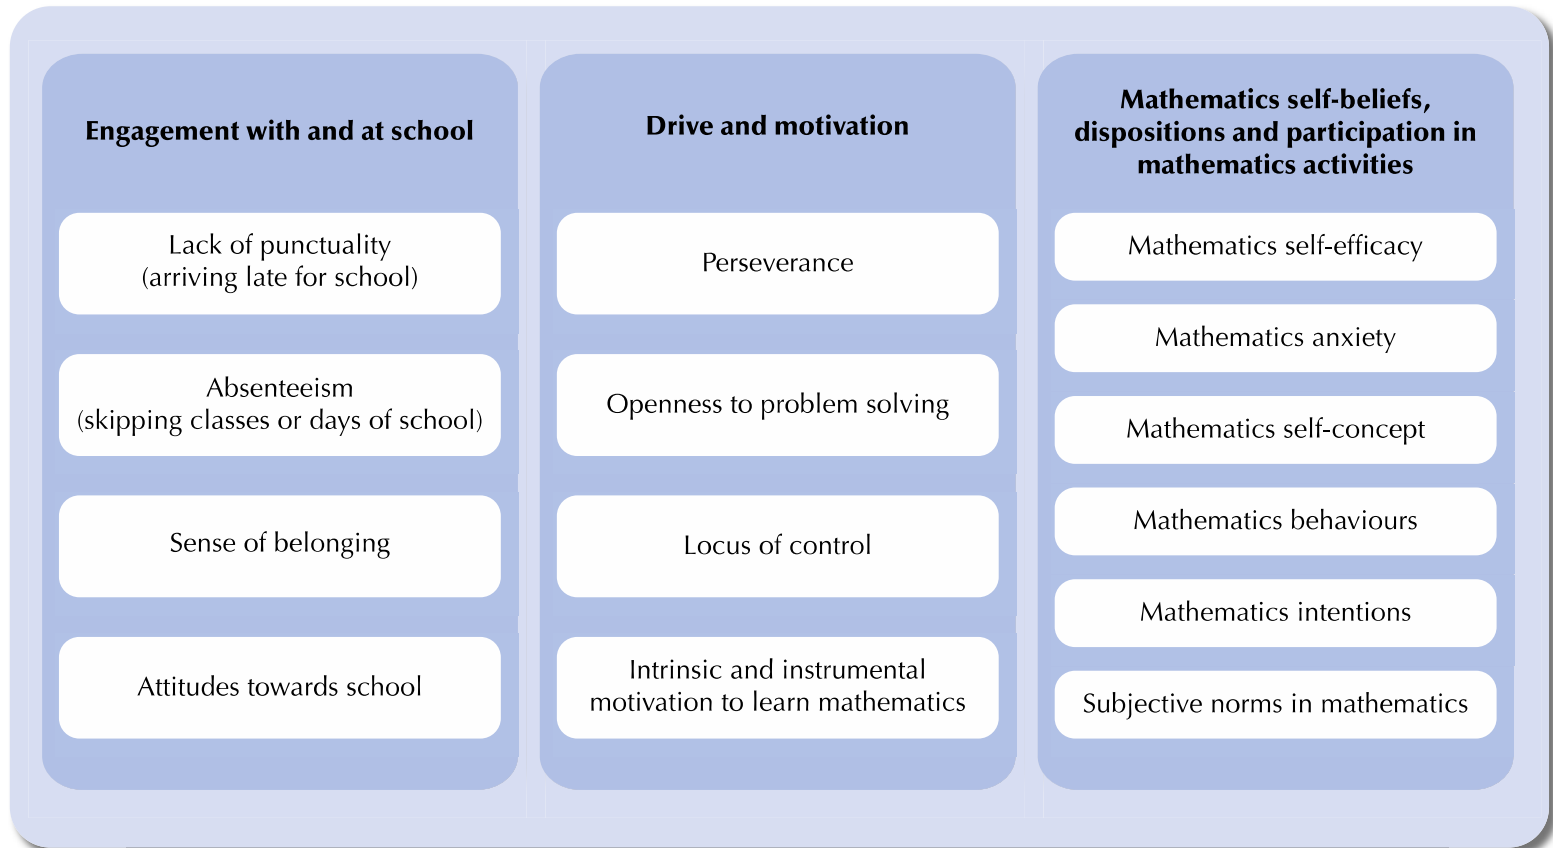 Engagement with and at school
Lack of punctuality
(arriving late for school)
Absenteeism
(skipping classes or days of school)
Sense of belonging
Attitudes towards school
Drive and motivation
Perseverance
Openness to problem solving
Locus of control
Intrinsic and instrumental
motivation to learn mathematics
Mathematics self-beliefs,
dispositions and participation in
mathematics activities
Mathematics self-efficacy
Mathematics anxiety
Mathematics self-concept
Mathematics behaviours
Mathematics intentions
Subjective norms in mathematics